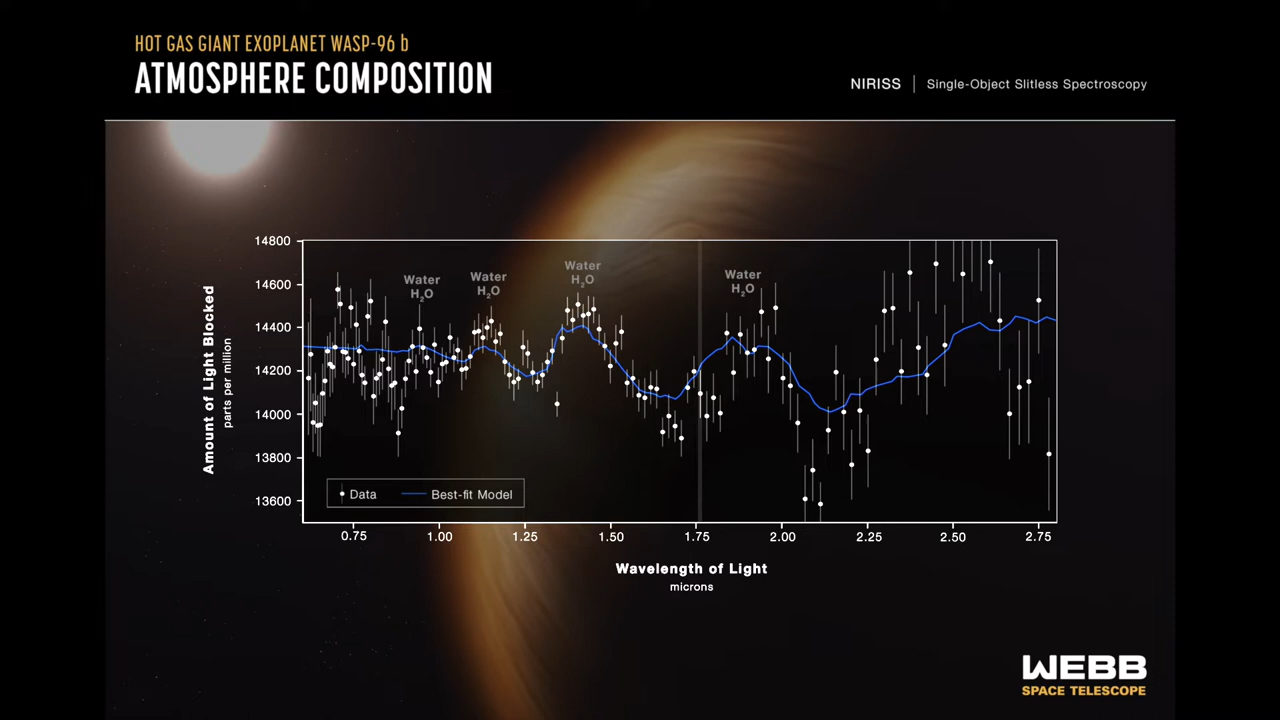 HOT GAS GIANT EXOPLANET WASP-96 b
ATMOSPHERE COMPOSITION
NIRISS | Single-Object Slitless Spectroscopy
Amount of Light Blocked
parts per million
14800
14600
14400
14200
14000
13800
13600
Water
H₂O
Water
H₂O
Water
H₂O
Water
H₂O
Data
Best-fit Model
0.75 1.00 1.25 1.50 1.75 2.00 2.25 2.50 2.75
Wavelength of Light
microns
WEBB
SPACE TELESCOPE